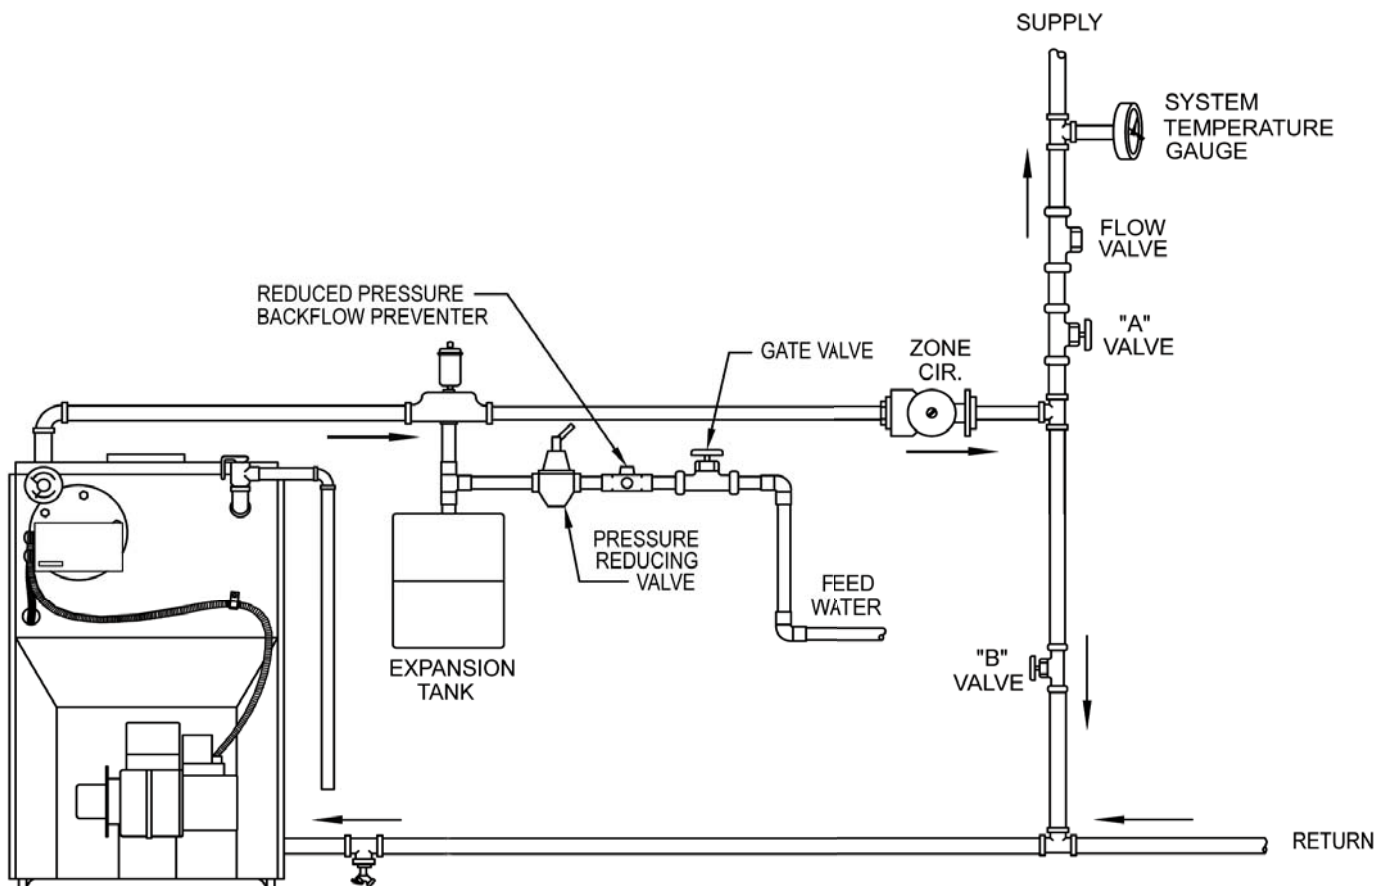 SUPPLY
SYSTEM
TEMPERATURE
GAUGE
FLOW
VALVE
"A"
VALVE
REDUCED PRESSURE
BACKFLOW PREVENTER
GATE VALVE
ZONE
CIR.
PRESSURE
REDUCING
VALVE
FEED
WATER
EXPANSION
TANK
"B"
VALVE
RETURN